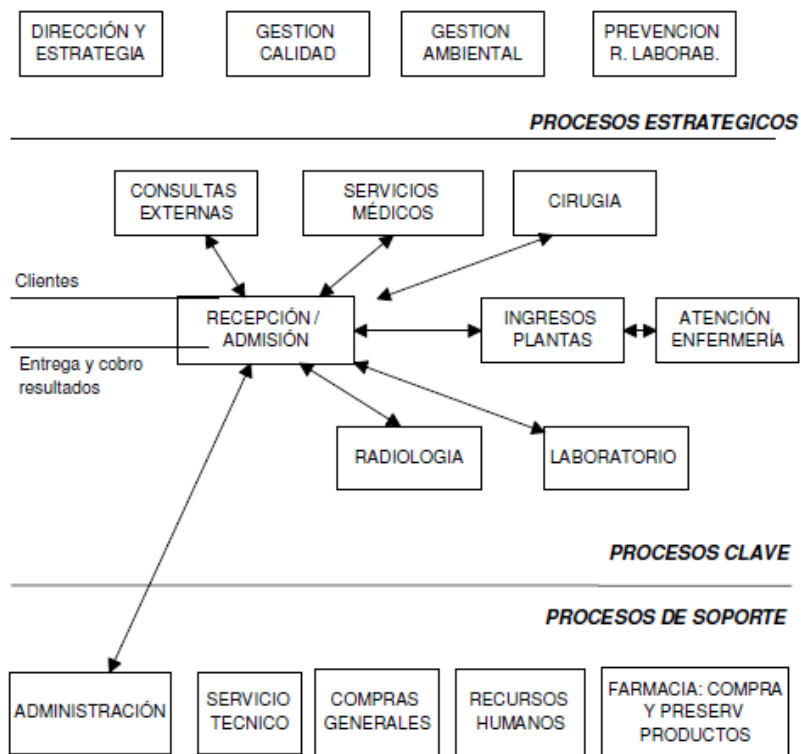 DIRECCIÓN Y
ESTRATEGIA
GESTION
CALIDAD
GESTION
AMBIENTAL
PREVENCION
R. LABORAB.
PROCESOS ESTRATEGICOS
CONSULTAS
EXTERNAS
SERVICIOS
MÉDICOS
CIRUGIA
Clientes
RECEPCIÓN /
ADMISIÓN
INGRESOS
PLANTAS
ATENCIÓN
ENFERMERÍA
Entrega y cobro
resultados
RADIOLOGIA
LABORATORIO
PROCESOS CLAVE
PROCESOS DE SOPORTE
ADMINISTRACIÓN
SERVICIO
TECNICO
COMPRAS
GENERALES
RECURSOS
HUMANOS
FARMACIA: COMPRA
Y PRESERV
PRODUCTOS